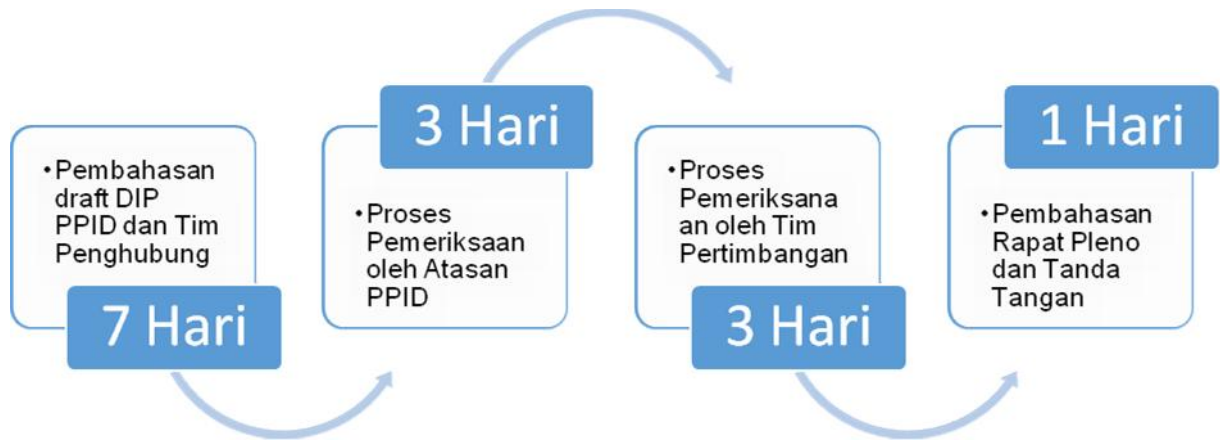 •Pembahasan
draft DIP
PPID dan Tim
Penghubung
7 Hari
3 Hari
•Proses
Pemeriksaan
oleh Atasan
PPID
•Proses
Pemeriksana
an oleh Tim
Pertimbangan
3 Hari
1 Hari
•Pembahasan
Rapat Pleno
dan Tanda
Tangan